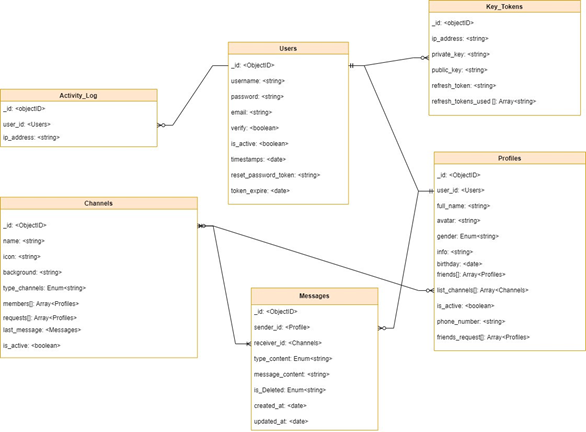 Key_Tokens
_id: <objectID>
ip_address: <string>
private_key: <string>
public_key: <string>
refresh_token: <string>
refresh_tokens_used []: Array<string>
Users
_id: <ObjectID>
username: <string>
password: <string>
email: <string>
verify: <boolean>
is_active: <boolean>
timestamps: <date>
reset_password_token: <string>
token_expire: <date>
Activity_Log
_id: <objectID>
user_id: <Users>
ip_address: <string>
Profiles
_id: <ObjectID>
user_id: <Users>
full_name: <string>
avatar: <string>
gender: Enum<string>
info: <string>
birthday: <date>
friends[]: Array<Profiles>
list_channels[]: Array<Channels>
is_active: <boolean>
phone_number: <string>
friends_request[]: Array<Profiles>
Channels
_id: <ObjectID>
name: <string>
icon: <string>
background: <string>
type_channels: Enum<string>
members[]: Array<Profiles>
requests[]: Array<Profiles>
last_message: <Messages>
is_active: <boolean>
Messages
_id: <ObjectID>
sender_id: <Profile>
receiver_id: <Channels>
type_content: Enum<string>
message_content: <string>
is_Deleted: Enum<string>
created_at: <date>
updated_at: <date>